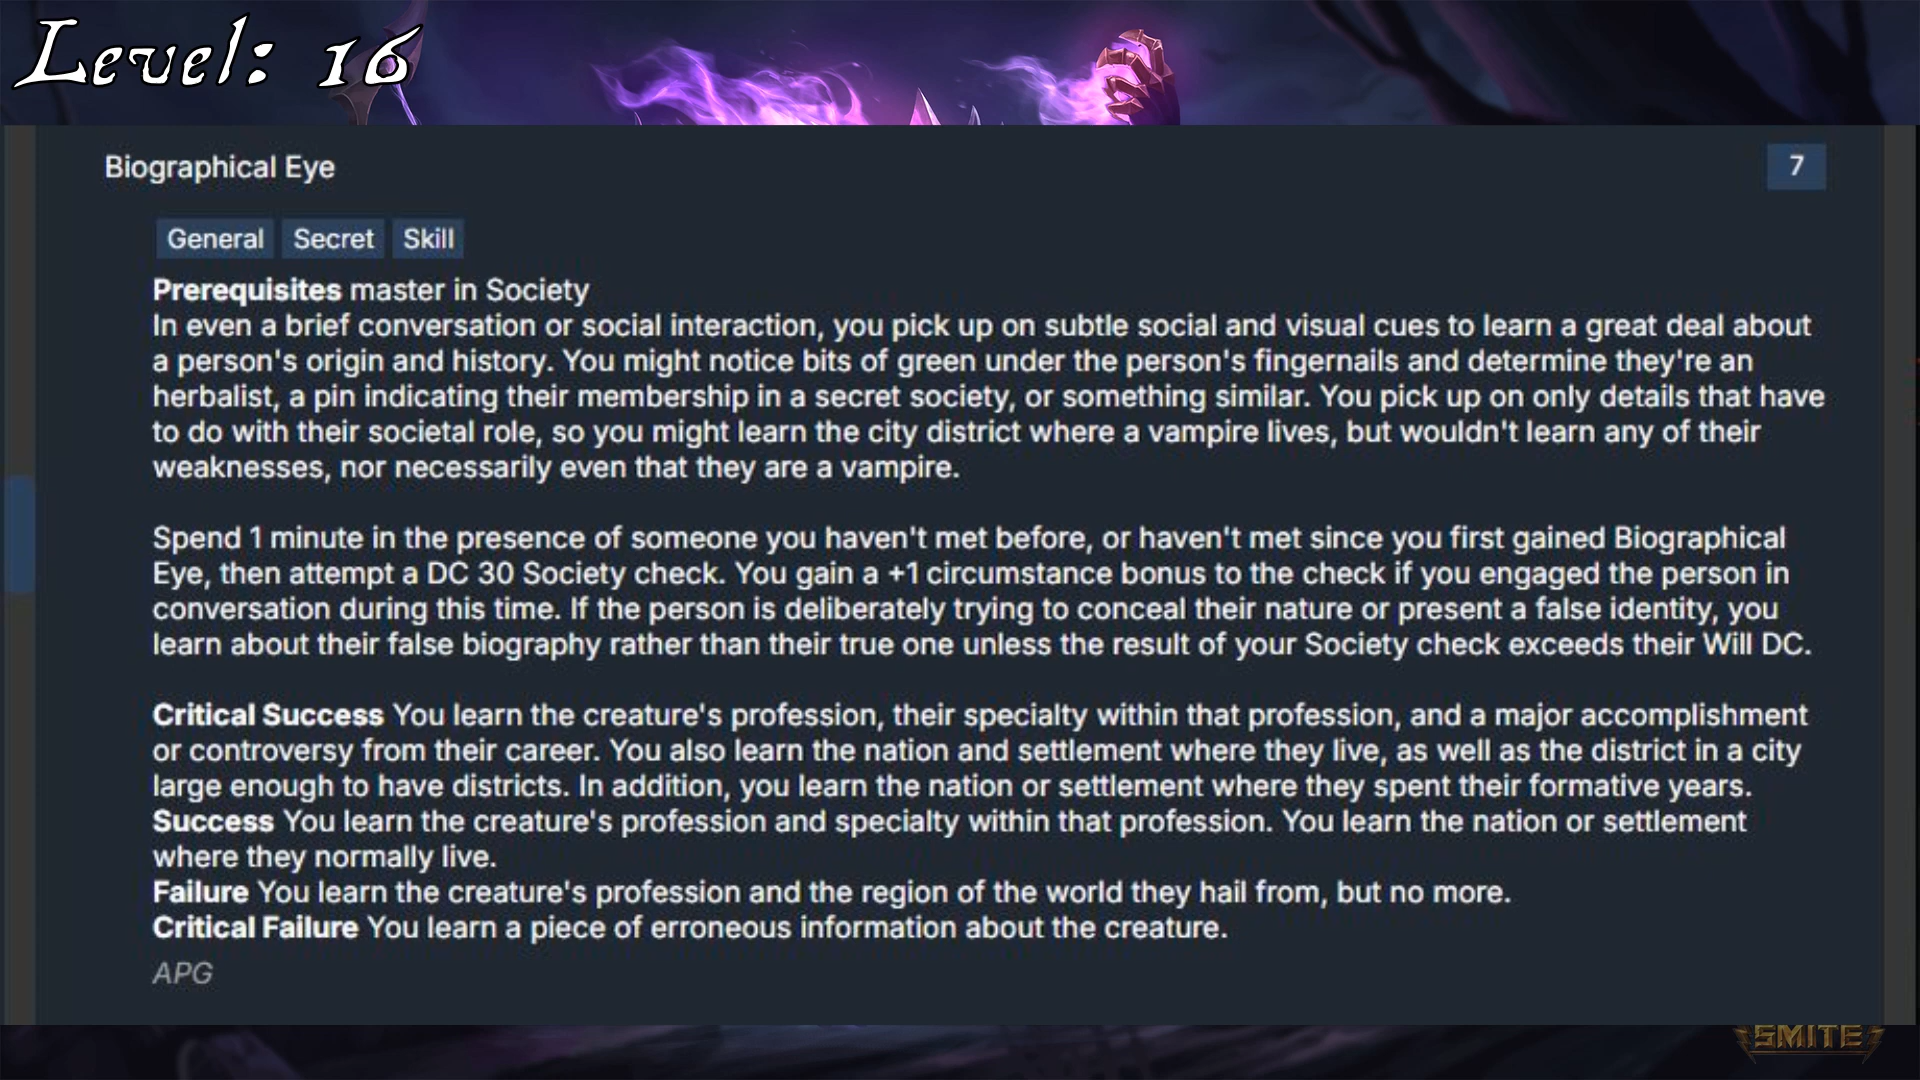 Level: 16
Biographical Eye
7
General Secret Skill
Prerequisites master in Society
In even a brief conversation or social interaction, you pick up on subtle social and visual cues to learn a great deal about
a person's origin and history. You might notice bits of green under the person's fingernails and determine they're an
herbalist, a pin indicating their membership in a secret society, or something similar. You pick up on only details that have
to do with their societal role, so you might learn the city district where a vampire lives, but wouldn't learn any of their
weaknesses, nor necessarily even that they are a vampire.
Spend 1 minute in the presence of someone you haven't met before, or haven't met since you first gained Biographical
Eye, then attempt a DC 30 Society check. You gain a +1 circumstance bonus to the check if you engaged the person in
conversation during this time. If the person is deliberately trying to conceal their nature or present a false identity, you
learn about their false biography rather than their true one unless the result of your Society check exceeds their Will DC.
Critical Success You learn the creature's profession, their specialty within that profession, and a major accomplishment
or controversy from their career. You also learn the nation and settlement where they live, as well as the district in a city
large enough to have districts. In addition, you learn the nation or settlement where they spent their formative years.
Success You learn the creature's profession and specialty within that profession. You learn the nation or settlement
where they normally live.
Failure You learn the creature's profession and the region of the world they hail from, but no more.
Critical Failure You learn a piece of erroneous information about the creature.
APG
SMITE